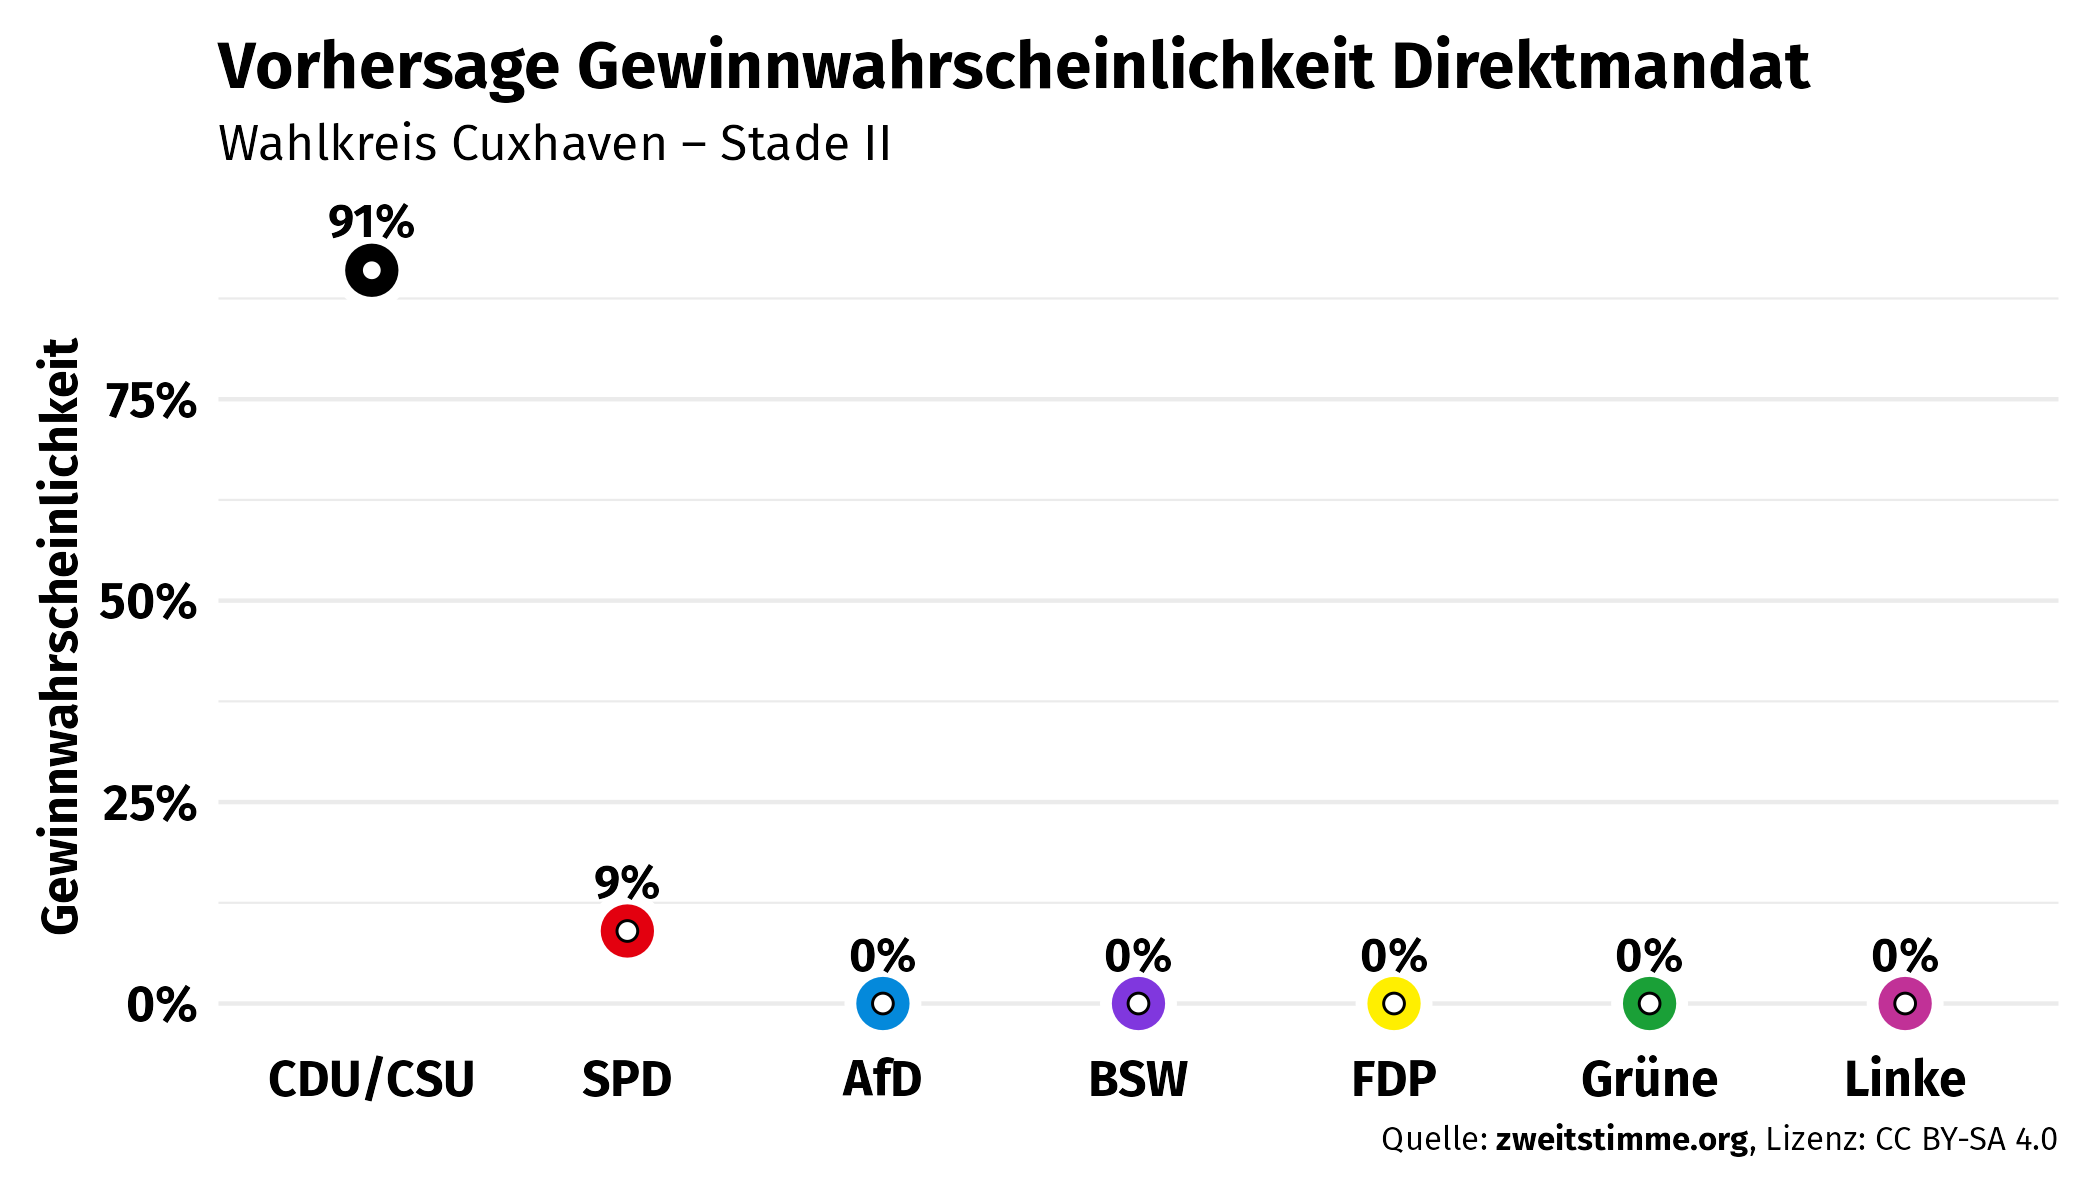 Vorhersage Gewinnwahrscheinlichkeit Direktmandat
Wahlkreis Cuxhaven – Stade II
Gewinnwahrscheinlichkeit
75%
50%
25%
0%
91%
9%
0%
0%
0%
0%
0%
CDU/CSU
SPD
AfD
BSW
FDP
Grüne
Linke
Quelle: zweitstimme.org, Lizenz: CC BY-SA 4.0